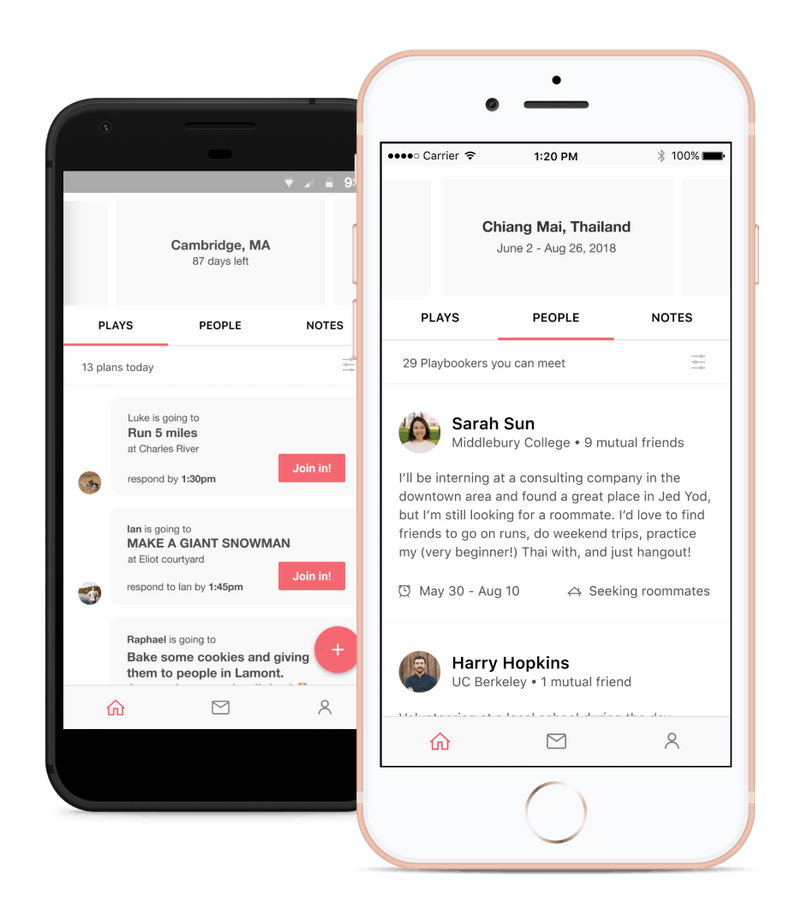 9
Cambridge, MA
87 days left
PLAYS
PEOPLE
NOTES
13 plans today
Luke is going to
Run 5 miles
at Charles River
Join in!
respond by 1:30pm
Ian is going to
MAKE A GIANT SNOWMAN
at Eliot courtyard
Join in!
respond to Ian by 1:45pm
Raphael is going to
Bake some cookies and giving
them to people in Lamont.
+
Carrier
1:20 PM
100%
Chiang Mai, Thailand
June 2 - Aug 26, 2018
PLAYS
PEOPLE
NOTES
29 Playbookers you can meet
Sarah Sun
Middlebury College • 9 mutual friends
I'll be interning at a consulting company in the
downtown area and found a great place in Jed Yod,
but I'm still looking for a roommate. I'd love to find
friends to go on runs, do weekend trips, practice
my (very beginner!) Thai with, and just hangout!
May 30 - Aug 10
Seeking roommates
Harry Hopkins
UC Berkeley • 1 mutual friend
Volunteering at a local school during the day